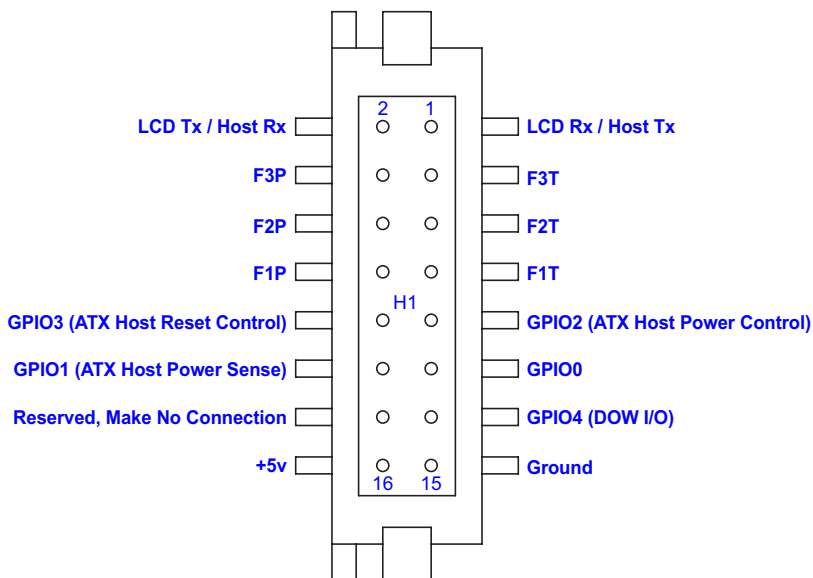 2 1
LCD Tx / Host Rx LCD Rx / Host Tx
F3P F3T
F2P F2T
F1P F1T
H1
GPIO3 (ATX Host Reset Control) GPIO2 (ATX Host Power Control)
GPIO1 (ATX Host Power Sense) GPIO0
Reserved, Make No Connection GPIO4 (DOW I/O)
+5v Ground
16 15